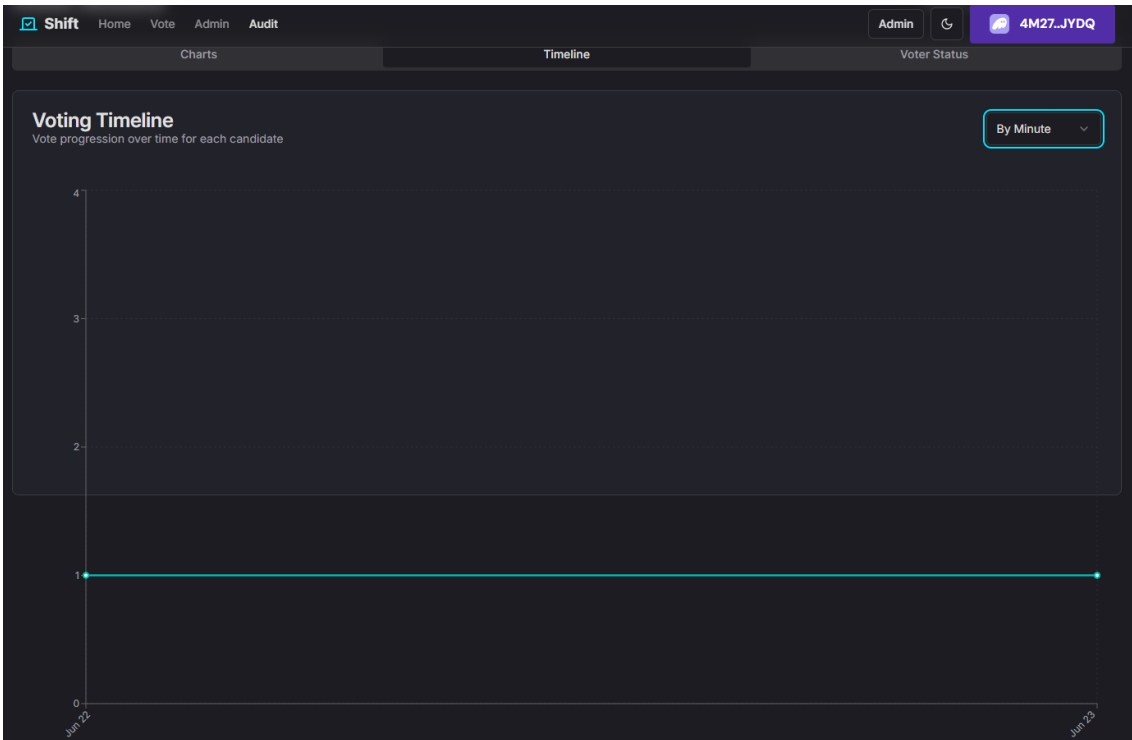 Shift Home Vote Admin Audit Admin 4M27..JYDQ
Charts Timeline Voter Status
Voting Timeline
Vote progression over time for each candidate
By Minute
4
3
2
1
0
Jun 22 Jun 23